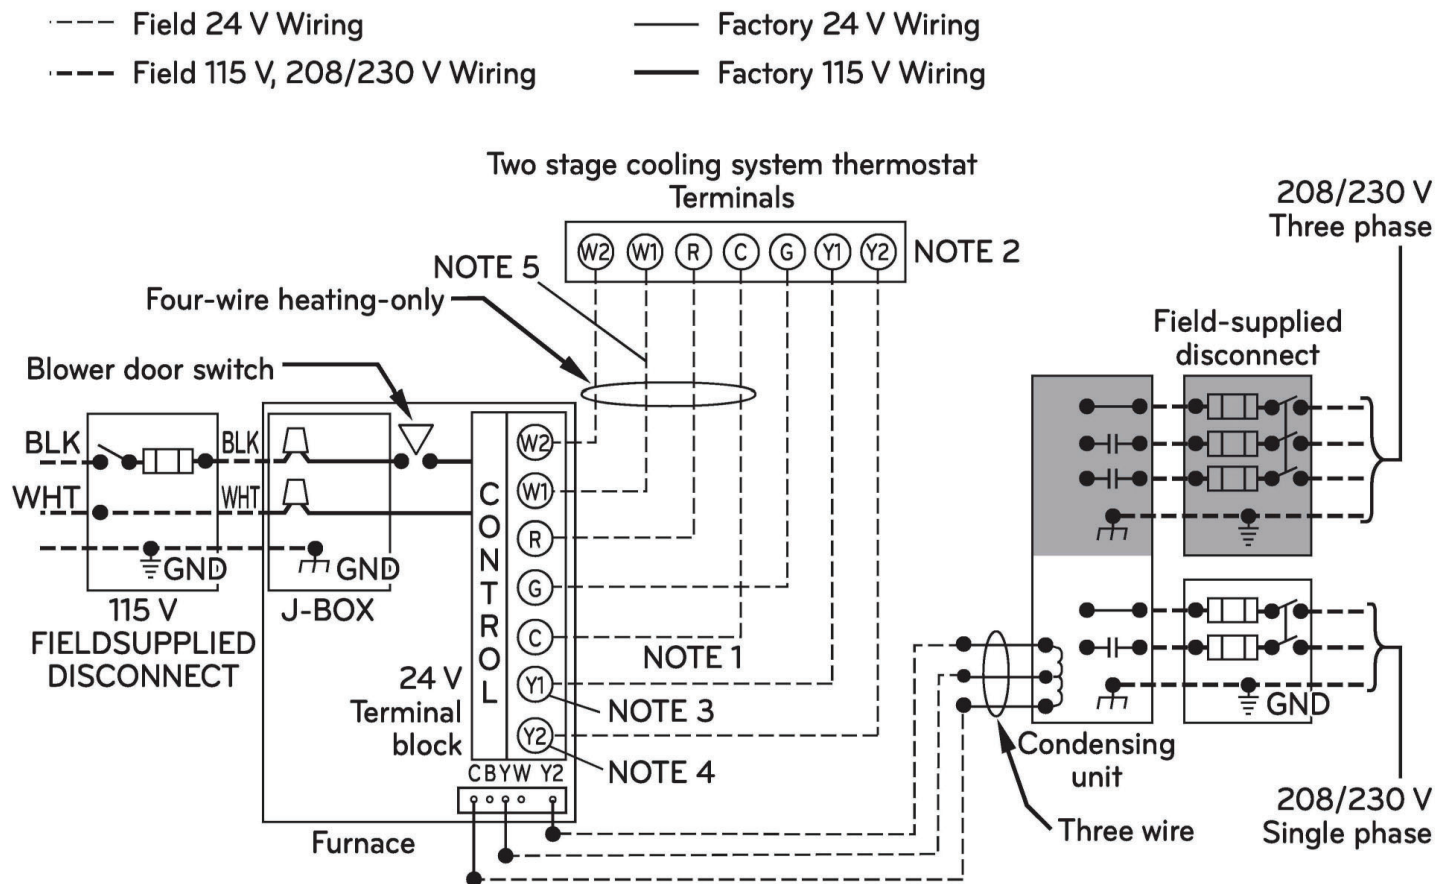 Field 24 V Wiring
Factory 24 V Wiring
Field 115 V, 208/230 V Wiring
Factory 115 V Wiring
Two stage cooling system thermostat
Terminals
208/230 V
Three phase
W2 W1 R C G Y1 Y2
NOTE 2
NOTE 5
Four-wire heating-only
Field-supplied
disconnect
Blower door switch
BLK
BLK
WHT
WHT
GND
GND
115 V
FIELDSUPPLIED
DISCONNECT
J-BOX
CONTROL
W2
W1
R
G
C
Y1
Y2
NOTE 1
24 V
Terminal
block
NOTE 3
NOTE 4
C B Y W Y2
Furnace
GND
Condensing
unit
Three wire
208/230 V
Single phase